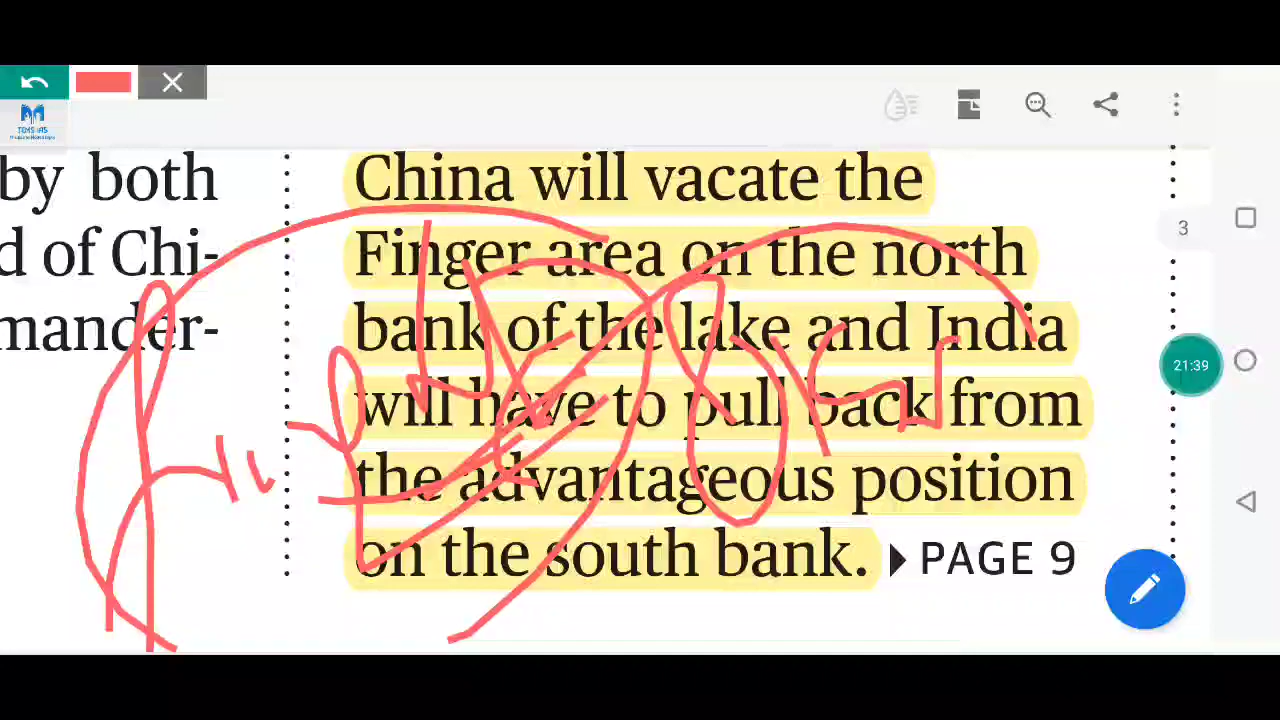 3
21:39
by both
d of Chi-
mander-
China will vacate the
Finger area on the north
bank of the lake and India
will have to pull back from
the advantageous position
on the south bank. PAGE 9